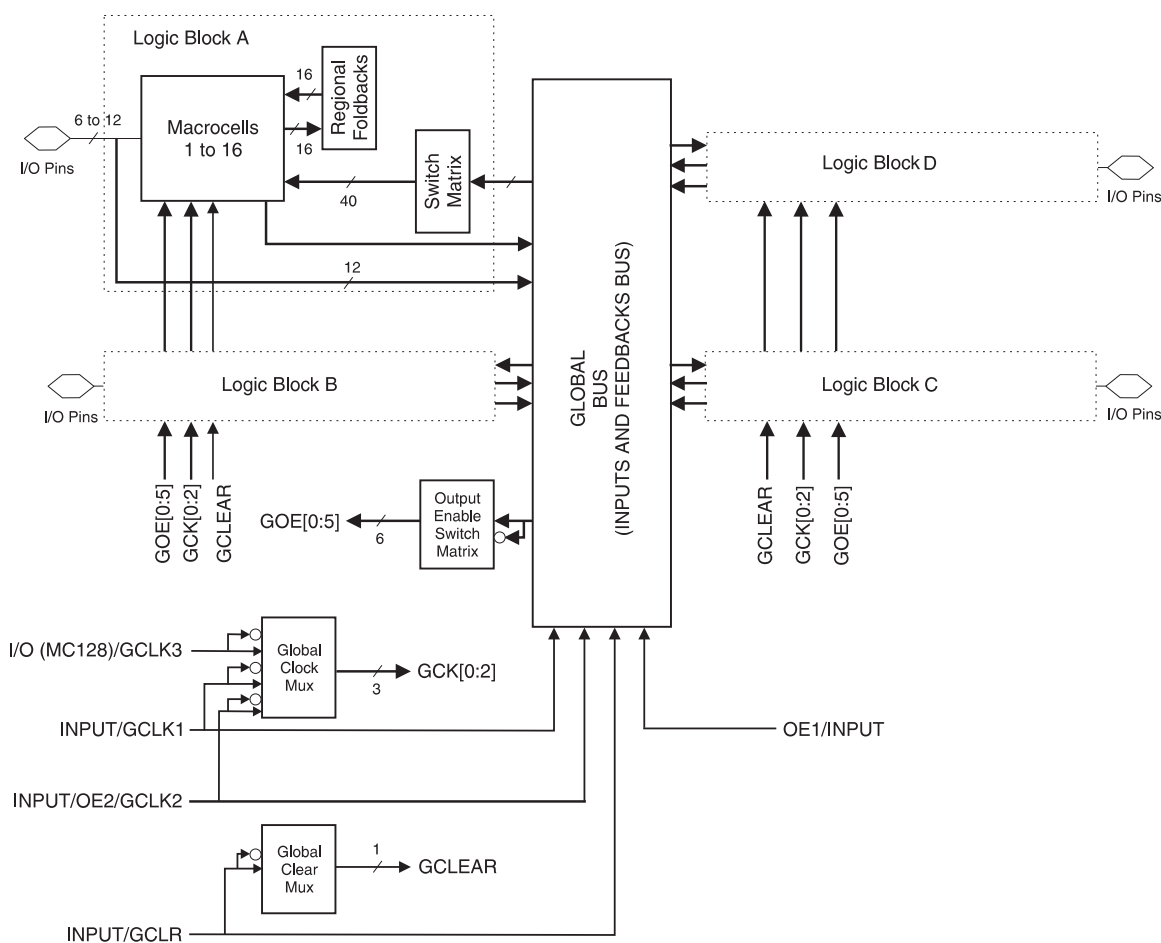 Logic Block A
6 to 12
I/O Pins
Macrocells
1 to 16
16
16
Regional
Foldbacks
40
Switch
Matrix
12
GLOBAL
BUS
(INPUTS AND FEEDBACKS BUS)
Logic Block D
I/O Pins
Logic Block B
I/O Pins
Logic Block C
I/O Pins
GOE[0:5]
GCK[0:2]
GCLEAR
GCLEAR
GCK[0:2]
GOE[0:5]
GOE[0:5]
6
Output
Enable
Switch
Matrix
I/O (MC128)/GCLK3
Global
Clock
Mux
3
GCK[0:2]
INPUT/GCLK1
OE1/INPUT
INPUT/OE2/GCLK2
Global
Clear
Mux
1
GCLEAR
INPUT/GCLR